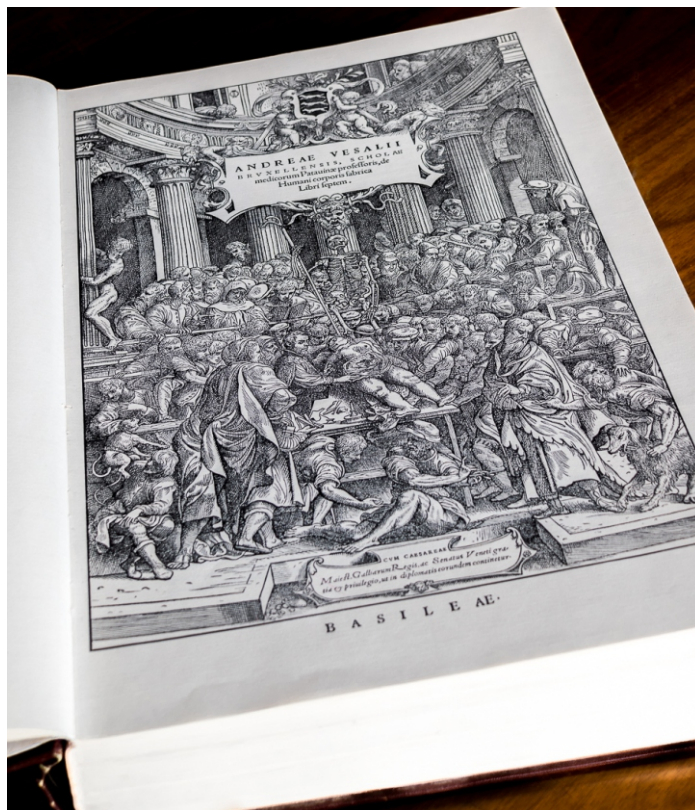 ANDREAE VESALII
BRVXELLENSIS, SCHOLAE
medicorum Patauinæ professoris, de
Humani corporis fabrica
Libri septem.
CVM CAESAREAE
Maiest. Galliarum Regis, ac Senatus Veneti gra-
tia & priuilegio, ut in diplomatis eorundem continetur.
BASILEAE.